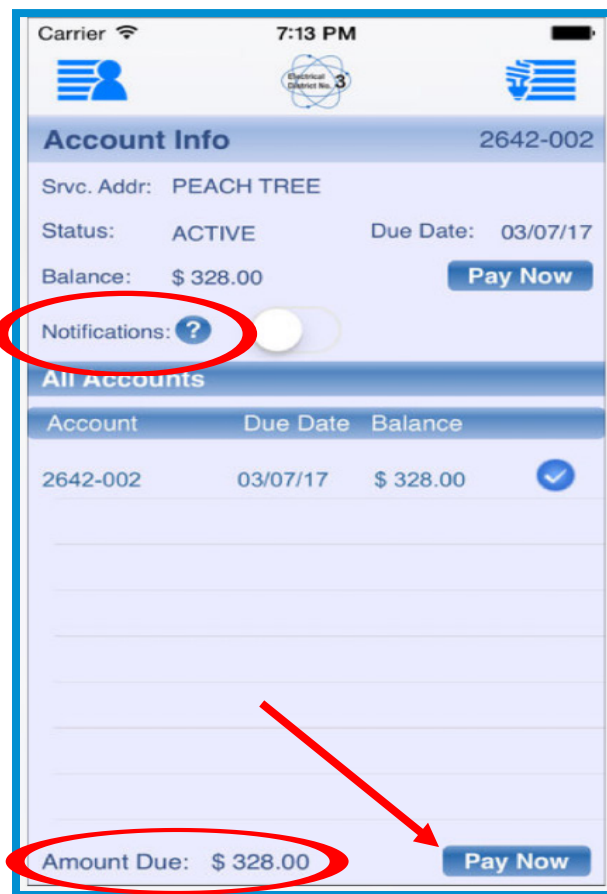 Carrier 7:13 PM
Electrical
District No. 3
Account Info 2642-002
Srvc. Addr: PEACH TREE
Status: ACTIVE Due Date: 03/07/17
Balance: $ 328.00 Pay Now
Notifications: ?
All Accounts
Account Due Date Balance
2642-002 03/07/17 $ 328.00
Amount Due: $ 328.00 Pay Now